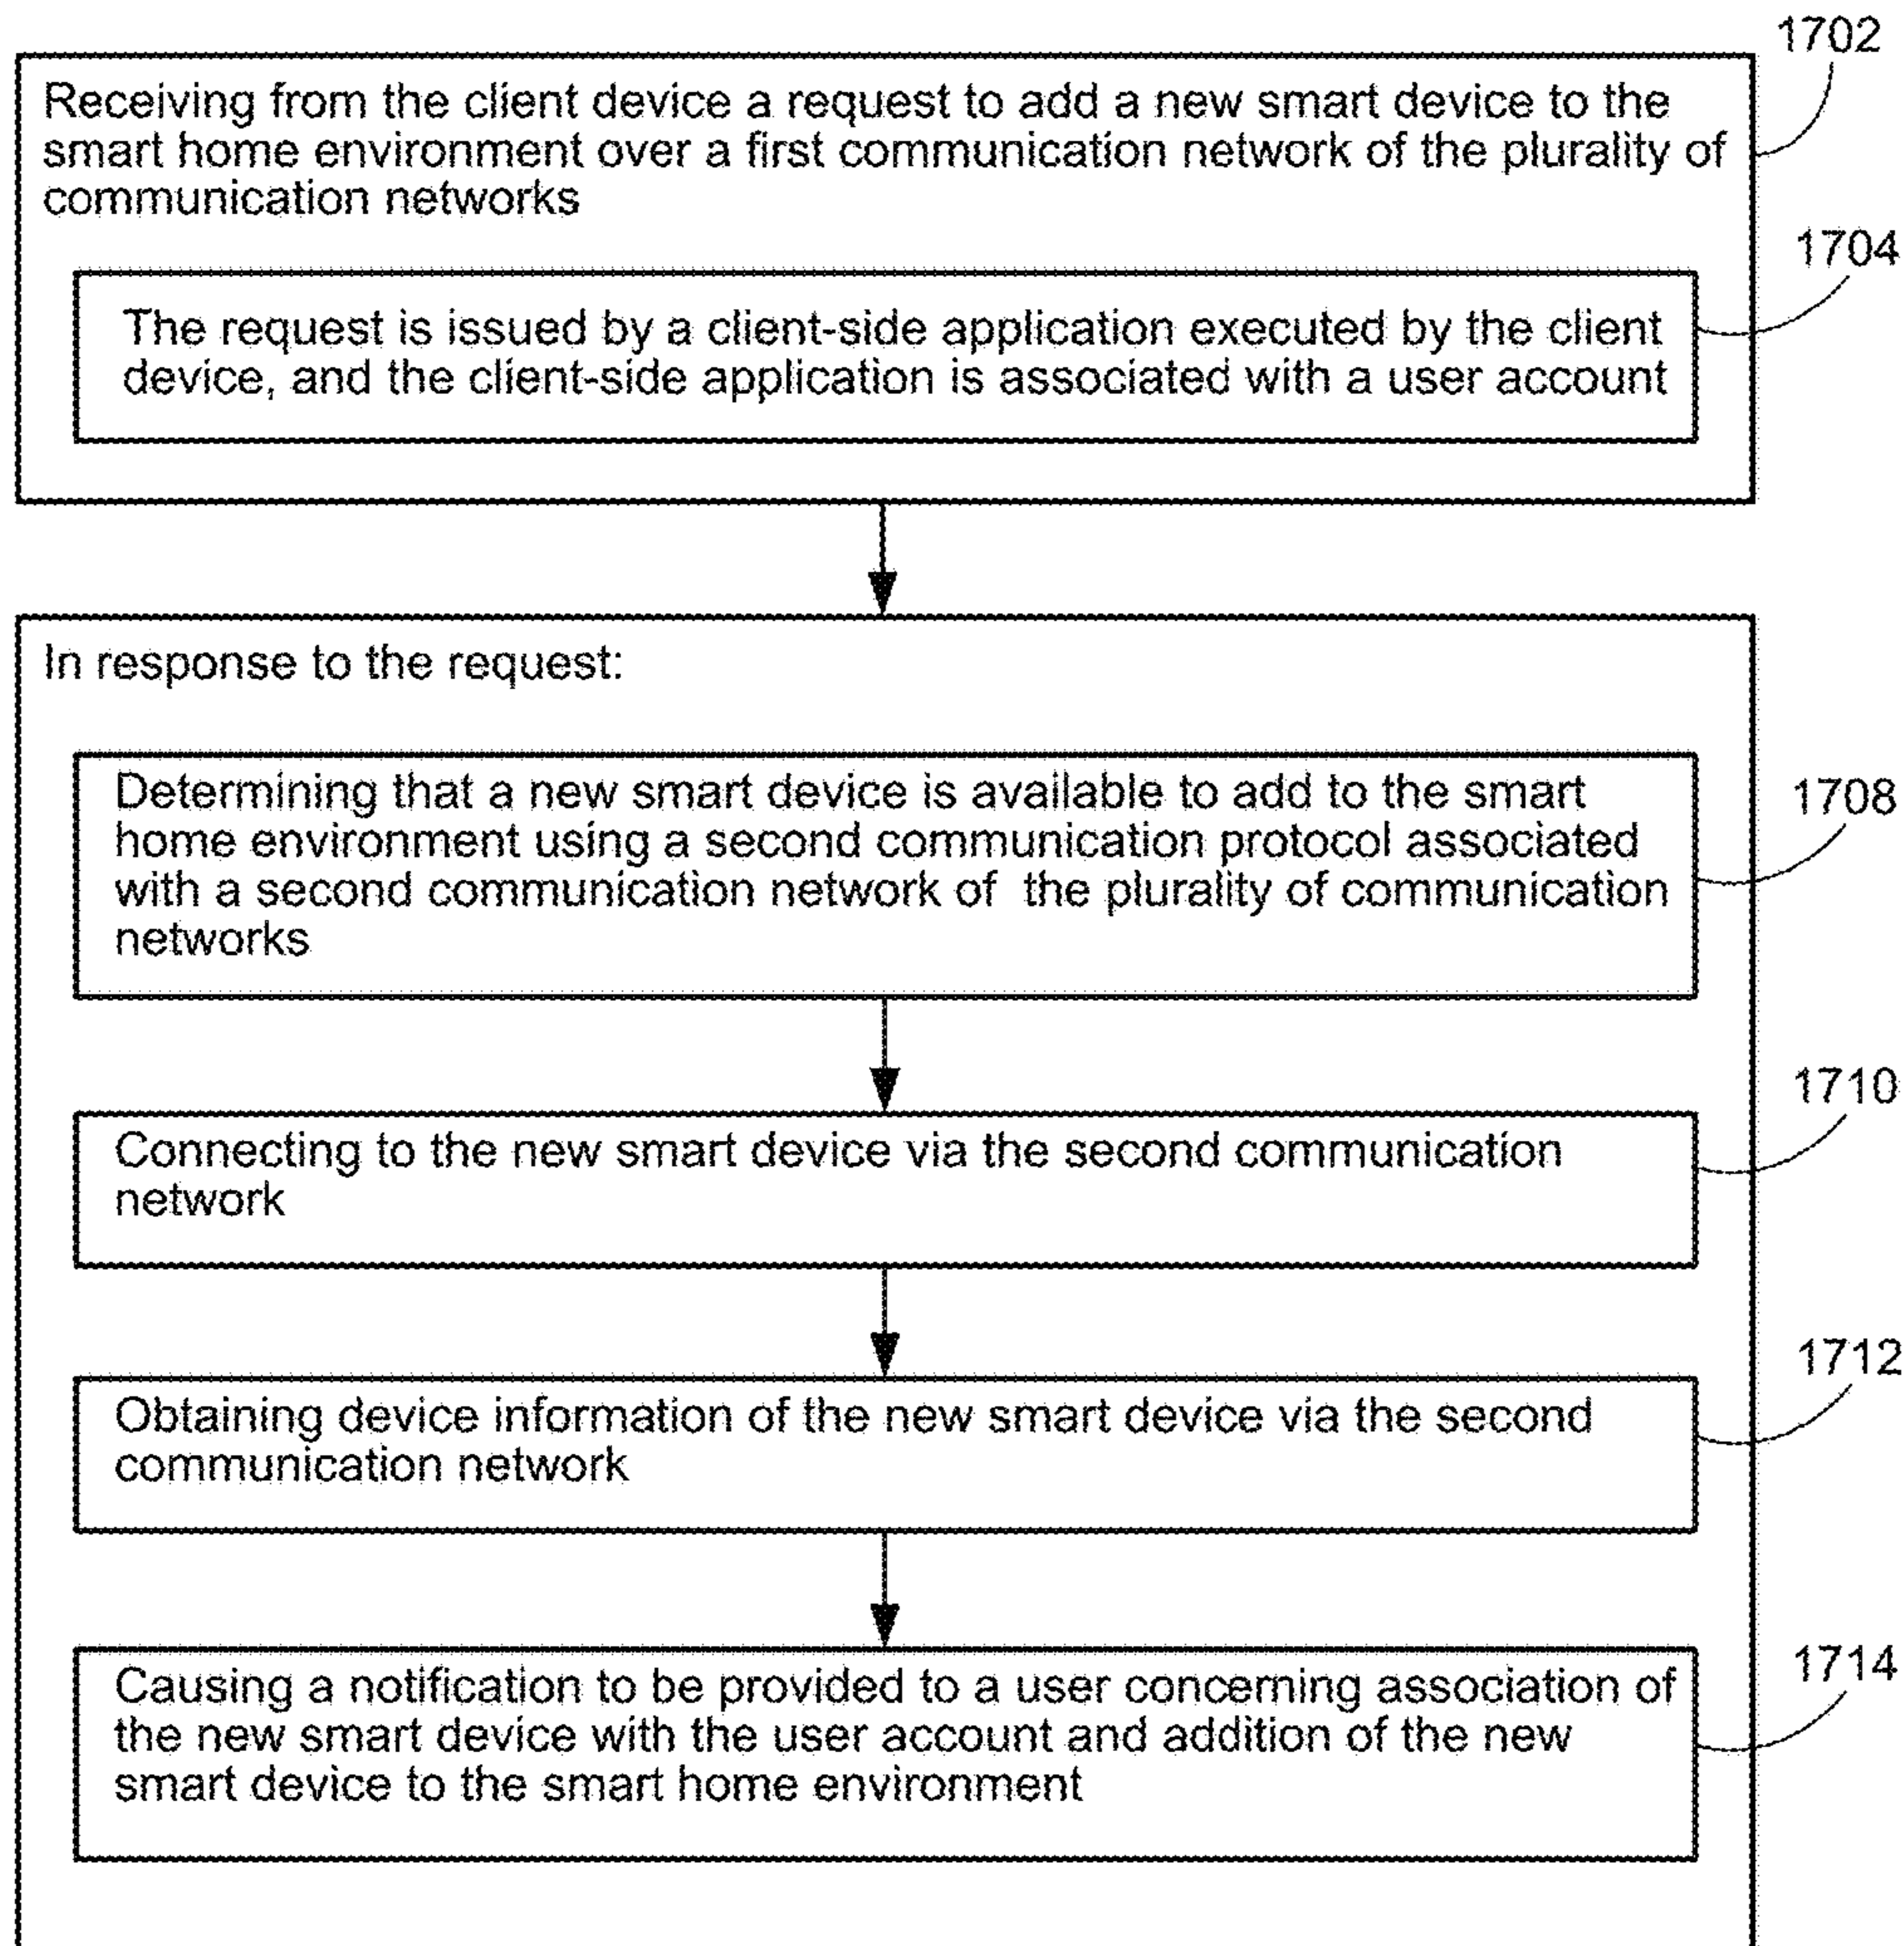 1702
Receiving from the client device a request to add a new smart device to the
smart home environment over a first communication network of the plurality of
communication networks
1704
The request is issued by a client-side application executed by the client
device, and the client-side application is associated with a user account
In response to the request:
1708
Determining that a new smart device is available to add to the smart
home environment using a second communication protocol associated
with a second communication network of the plurality of communication
networks
1710
Connecting to the new smart device via the second communication
network
1712
Obtaining device information of the new smart device via the second
communication network
1714
Causing a notification to be provided to a user concerning association of
the new smart device with the user account and addition of the new
smart device to the smart home environment